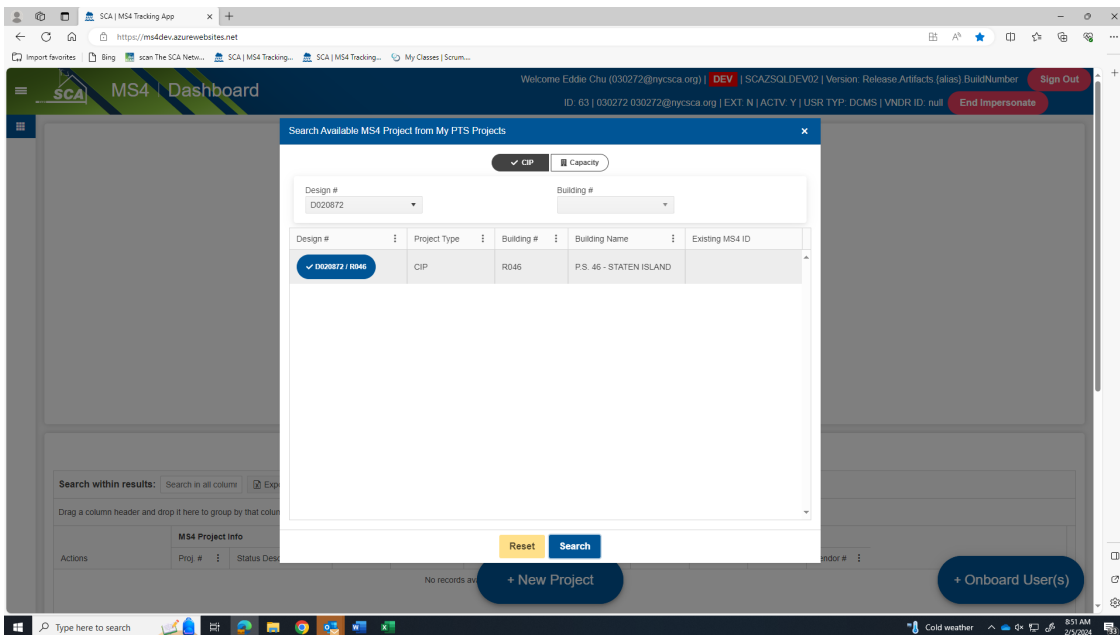 SCA | MS4 Tracking App
https://ms4dev.azurewebsites.net
Import favorites
Bing
scan The SCA Netw...
SCA | MS4 Tracking...
SCA | MS4 Tracking...
My Classes | Scrum...
SCA
MS4 | Dashboard
Welcome Eddie Chu (030272@nycsca.org) | DEV | SCAZSQLDEV02 | Version: Release.Artifacts.{alias}.BuildNumber
Sign Out
ID: 63 | 030272 030272@nycsca.org | EXT: N | ACTV: Y | USR TYP: DCMS | VNDR ID: null
End Impersonate
Search Available MS4 Project from My PTS Projects
CIP
Capacity
Design #
Building #
D020872
Design #
Project Type
Building #
Building Name
Existing MS4 ID
D020872 / R046
CIP
R046
P.S. 46 - STATEN ISLAND
Reset
Search
Search within results:
Search in all colum
Exp
Drag a column header and drop it here to group by that colum
MS4 Project Info
Actions
Proj. #
Status Desc
endor #
No records av
+ New Project
+ Onboard User(s)
Type here to search
Cold weather
8:51 AM
2/5/2024